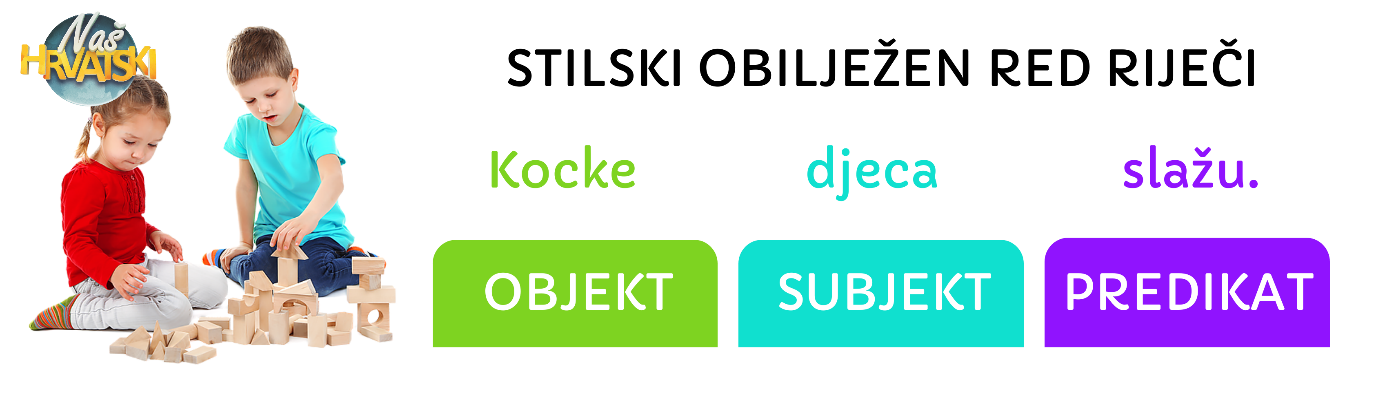 Naš
HRVATSKI
STILSKI OBILJEŽEN RED RIJEČI
Kocke djeca slažu.
OBJEKT SUBJEKT PREDIKAT